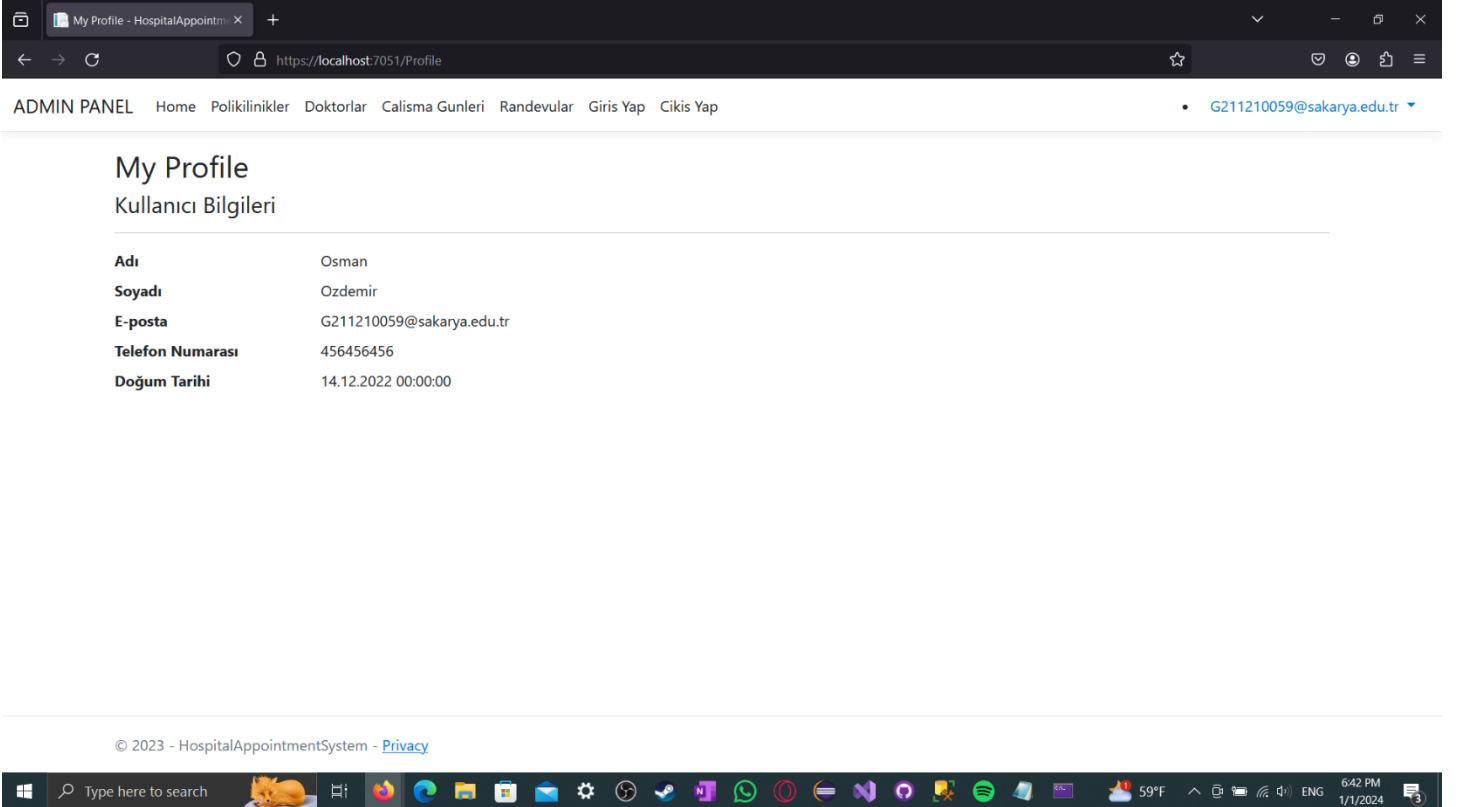 My Profile - HospitalAppointm
https://localhost:7051/Profile
ADMIN PANEL Home Polikilinikler Doktorlar Calisma Gunleri Randevular Giris Yap Cikis Yap • G211210059@sakarya.edu.tr
My Profile
Kullanıcı Bilgileri
Adı Osman
Soyadı Ozdemir
E-posta G211210059@sakarya.edu.tr
Telefon Numarası 456456456
Doğum Tarihi 14.12.2022 00:00:00
© 2023 - HospitalAppointmentSystem - Privacy
Type here to search 59°F ENG 6:42 PM
1/1/2024 3